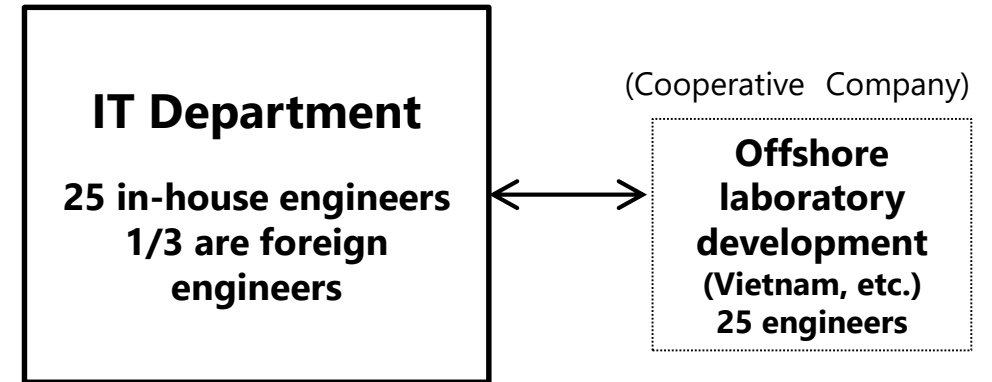 IT Department
25 in-house engineers
1/3 are foreign
engineers
(Cooperative Company)
Offshore
laboratory
development
(Vietnam, etc.)
25 engineers